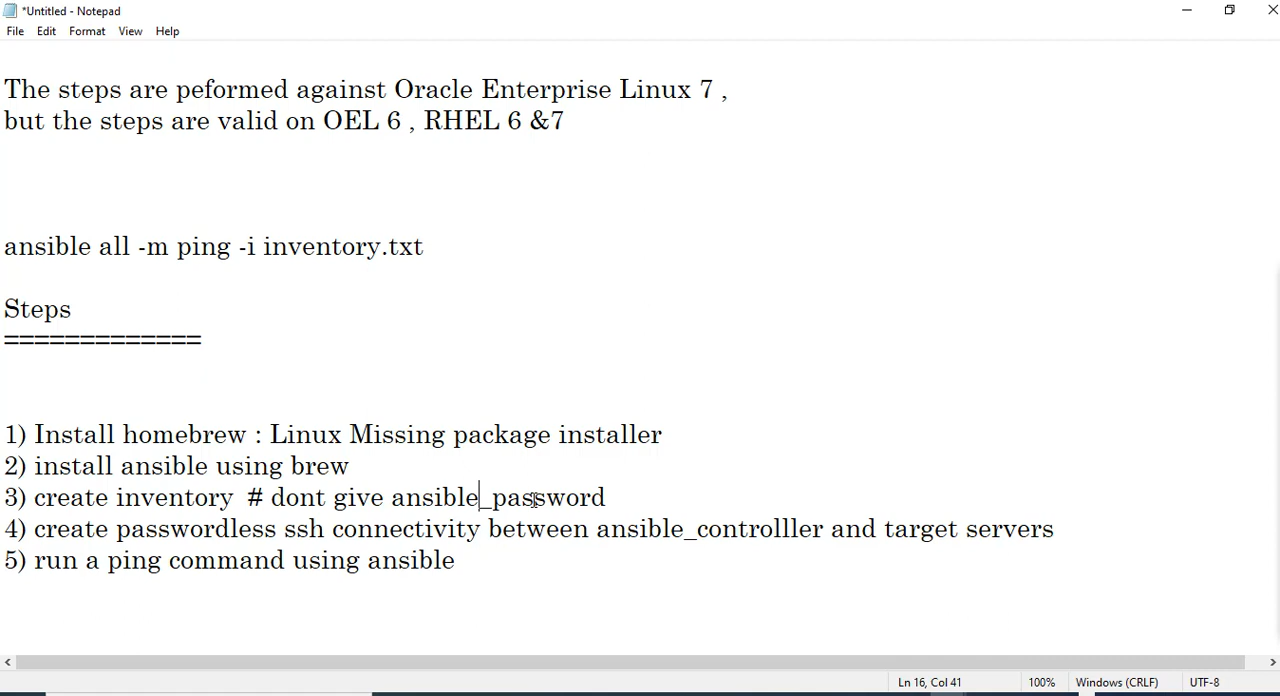 *Untitled - Notepad
File Edit Format View Help
The steps are peformed against Oracle Enterprise Linux 7 ,
but the steps are valid on OEL 6 , RHEL 6 &7
ansible all -m ping -i inventory.txt
Steps
=============
1) Install homebrew : Linux Missing package installer
2) install ansible using brew
3) create inventory  # dont give ansible_password
4) create passwordless ssh connectivity between ansible_controlller and target servers
5) run a ping command using ansible
Ln 16, Col 41 100% Windows (CRLF) UTF-8